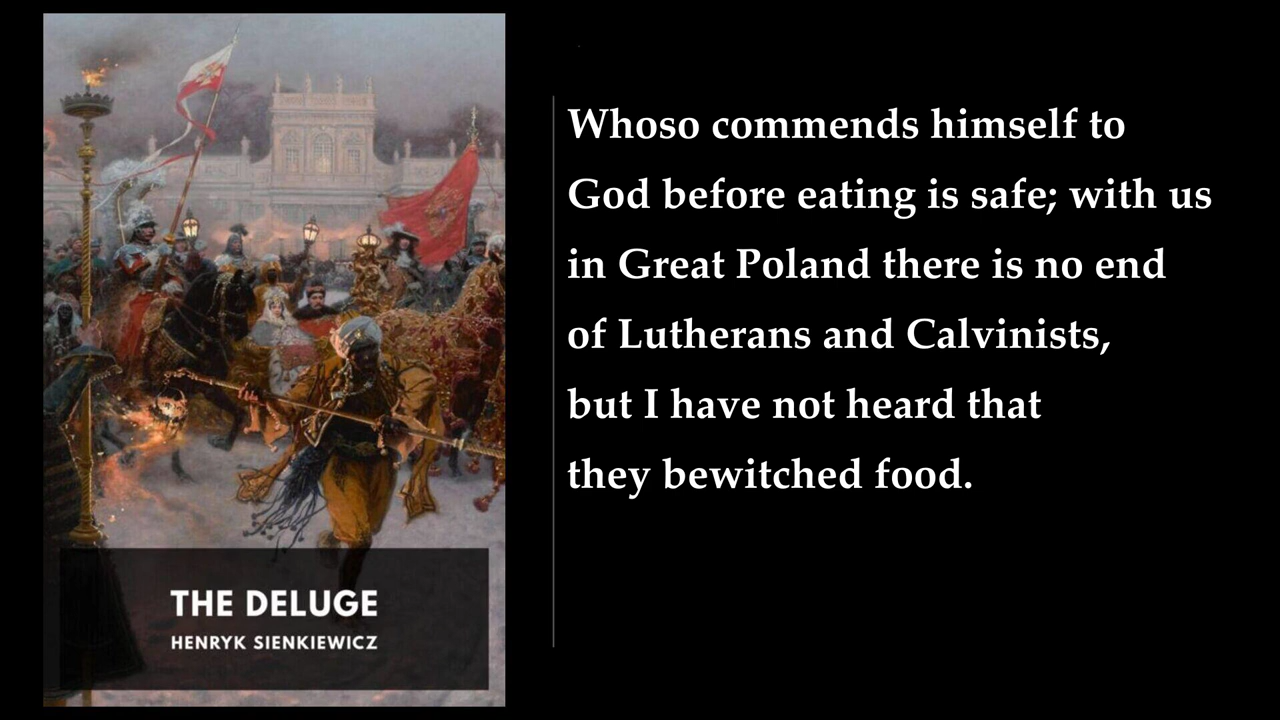 THE DELUGE
HENRYK SIENKIEWICZ
Whoso commends himself to
God before eating is safe; with us
in Great Poland there is no end
of Lutherans and Calvinists,
but I have not heard that
they bewitched food.